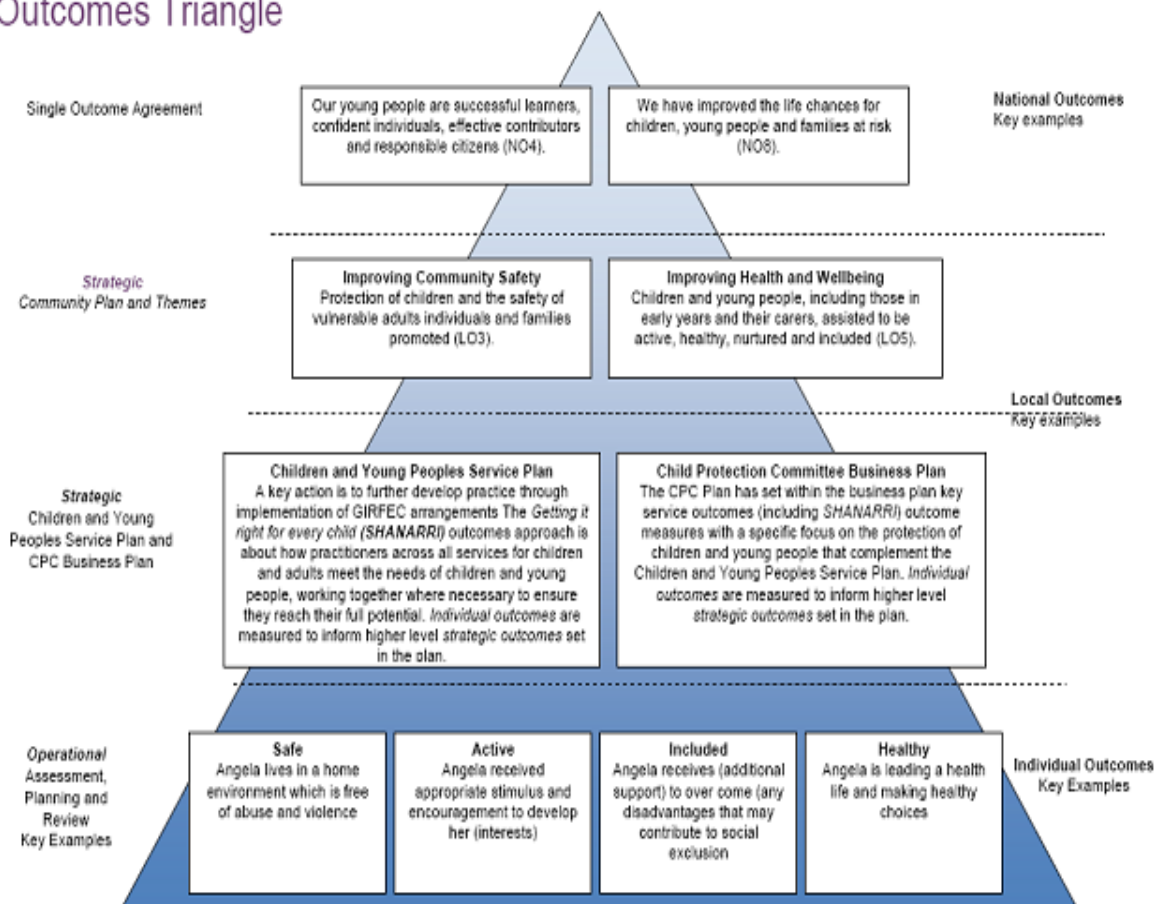 Outcomes Triangle
Single Outcome Agreement
Our young people are successful learners,
confident individuals, effective contributors
and responsible citizens (NO4).
We have improved the life chances for
children, young people and families at risk
(NO8).
National Outcomes
Key examples
Strategic
Community Plan and Themes
Improving Community Safety
Protection of children and the safety of
vulnerable adults individuals and families
promoted (LO3).
Improving Health and Wellbeing
Children and young people, including those in
early years and their carers, assisted to be
active, healthy, nurtured and included (LO5).
Local Outcomes
Key examples
Strategic
Children and Young
Peoples Service Plan and
CPC Business Plan
Children and Young Peoples Service Plan
A key action is to further develop practice through
implementation of GIRFEC arrangements The Getting it
right for every child (SHANARRI) outcomes approach is
about how practitioners across all services for children
and adults meet the needs of children and young
people, working together where necessary to ensure
they reach their full potential. Individual outcomes are
measured to inform higher level strategic outcomes set
in the plan.
Child Protection Committee Business Plan
The CPC Plan has set within the business plan key
service outcomes (including SHANARRI) outcome
measures with a specific focus on the protection of
children and young people that complement the
Children and Young Peoples Service Plan. Individual
outcomes are measured to inform higher level
strategic outcomes set in the plan.
Operational
Assessment,
Planning and
Review
Key Examples
Safe
Angela lives in a home
environment which is free
of abuse and violence
Active
Angela received
appropriate stimulus and
encouragement to develop
her (interests)
Included
Angela receives (additional
support) to over come (any
disadvantages that may
contribute to social
exclusion
Healthy
Angela is leading a health
life and making healthy
choices
Individual Outcomes
Key Examples